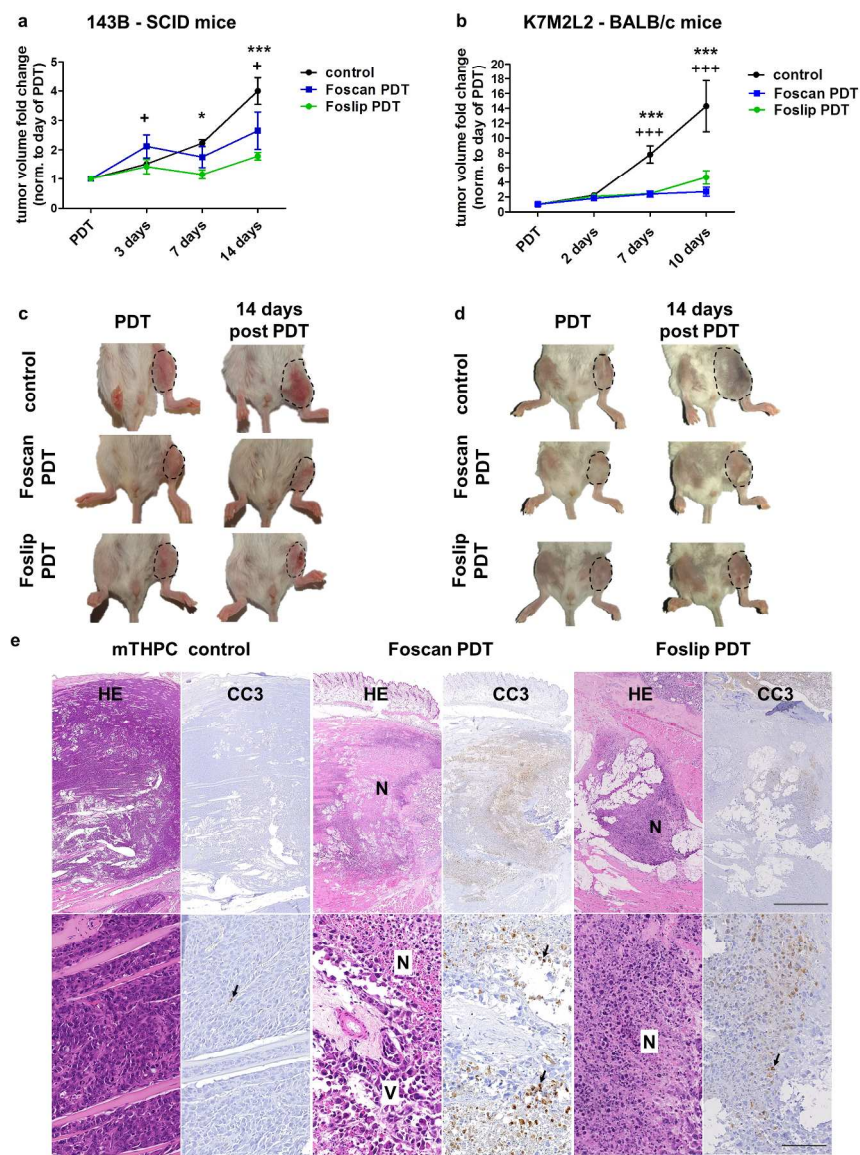 a 143B - SCID mice
tumor volume fold change
(norm. to day of PDT)
5
4
3
2
1
0
***
+
*
+
PDT
3 days
7 days
14 days
control
Foscan PDT
Foslip PDT
b K7M2L2 - BALB/c mice
tumor volume fold change
(norm. to day of PDT)
20
18
16
14
12
10
8
6
4
2
0
***
+++
***
+++
PDT
2 days
7 days
10 days
control
Foscan PDT
Foslip PDT
c
PDT
14 days
post PDT
control
Foscan
PDT
Foslip
PDT
d
PDT
14 days
post PDT
control
Foscan
PDT
Foslip
PDT
e
mTHPC control
Foscan PDT
Foslip PDT
HE
CC3
HE
CC3
HE
CC3
N
N
N
V
N